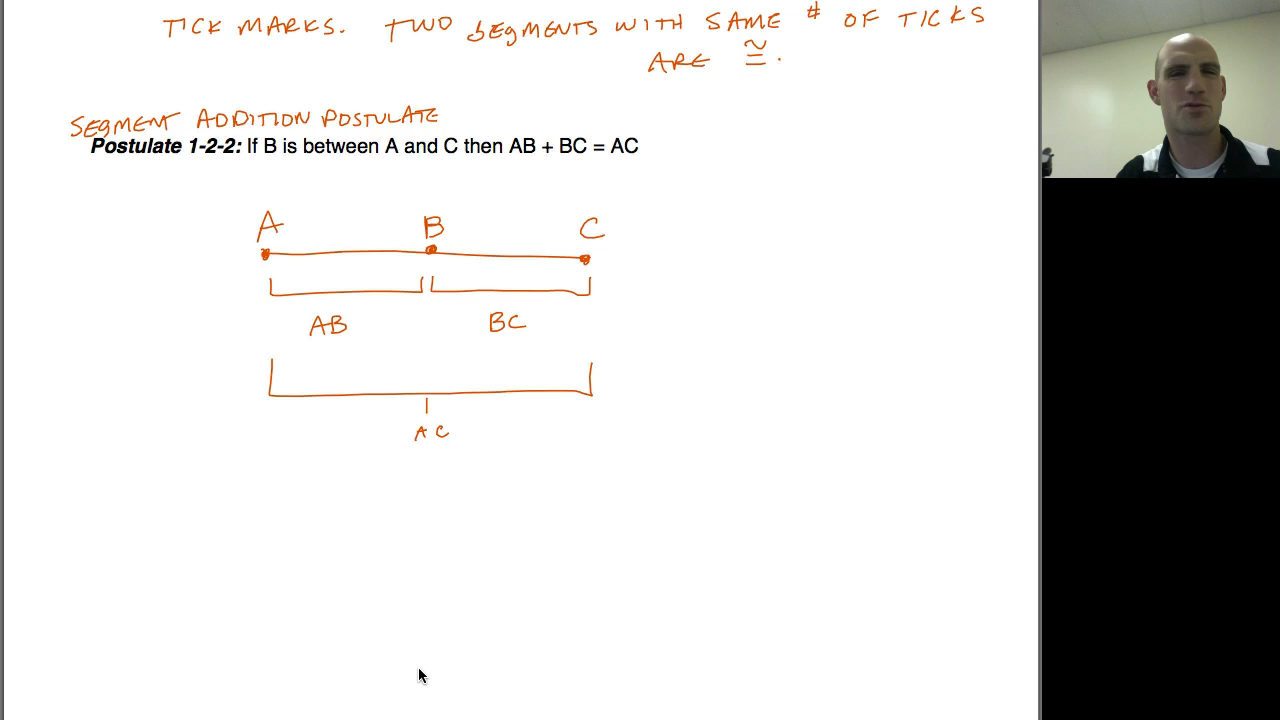 TICK MARKS. TWO SEGMENTS WITH SAME # OF TICKS
ARE ≅.
SEGMENT ADDITION POSTULATE
Postulate 1-2-2: If B is between A and C then AB + BC = AC
A B C
AB BC
AC